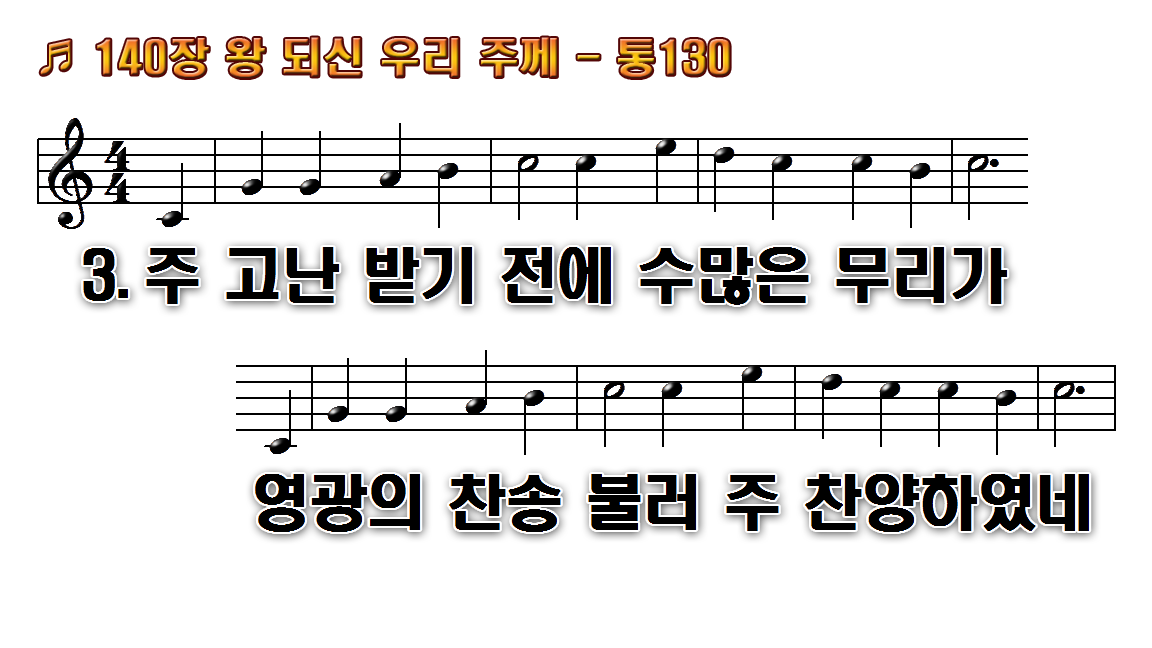 ♬ 140장 왕 되신 우리 주께 - 통130
4
4
3. 주 고난 받기 전에 수많은 무리가
영광의 찬송 불러 주 찬양하였네